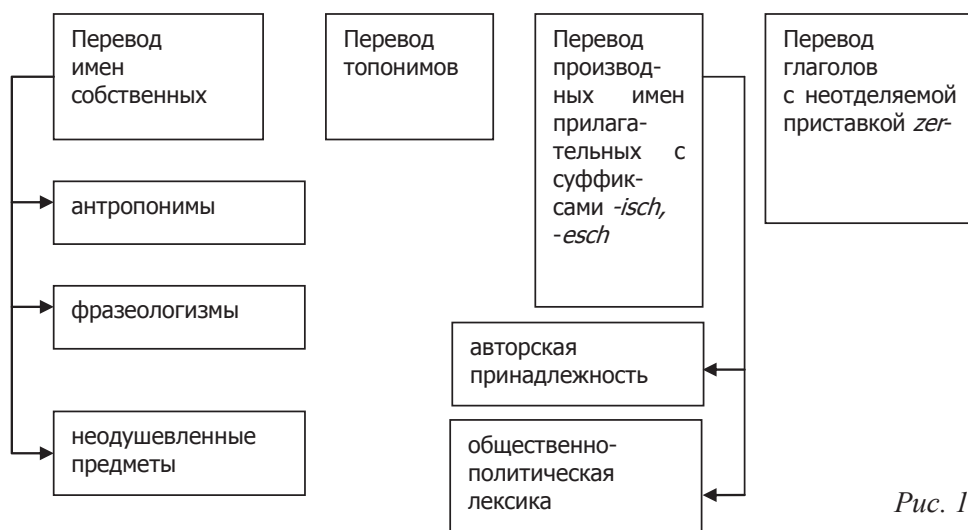 Перевод
имен
собственных
Перевод
топонимов
Перевод
производ-
ных имен
прилага-
тельных с
суффик-
сами -isch,
-esch
Перевод
глаголов
с неотделяемой
приставкой zer-
антропонимы
фразеологизмы
неодушевленные
предметы
авторская
принадлежность
общественно-
политическая
лексика
Рис. 1